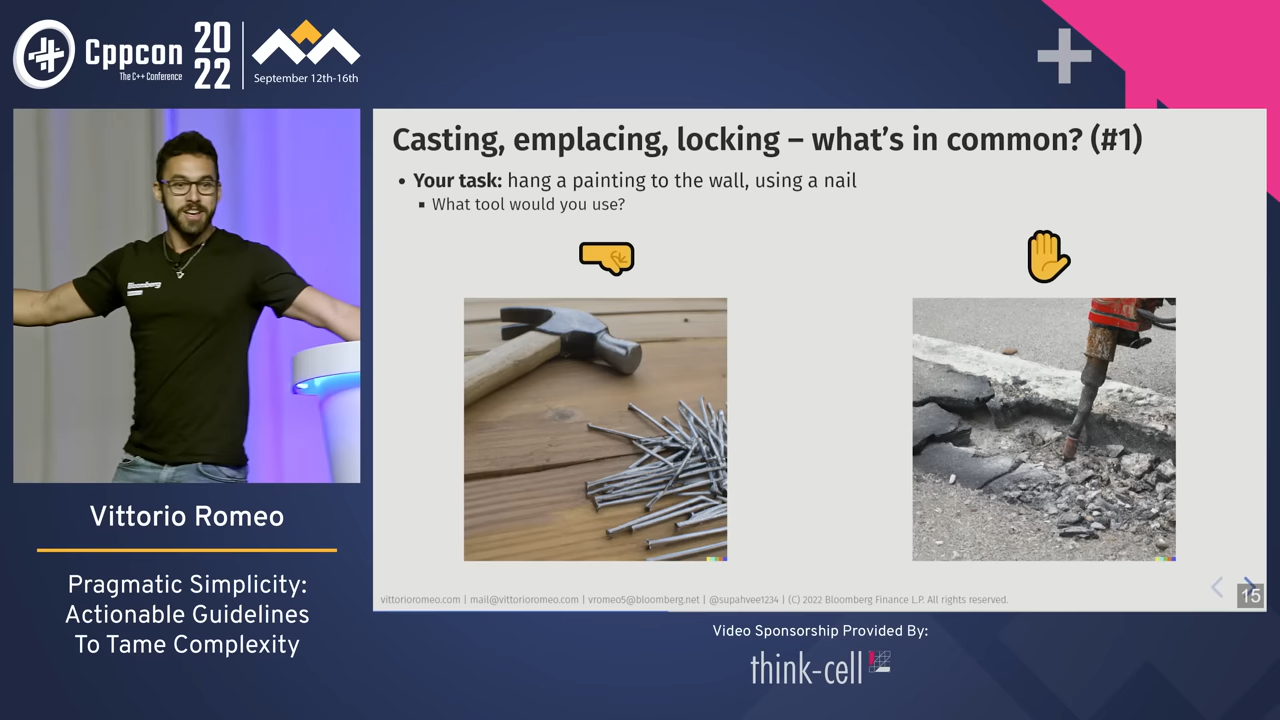 Cppcon
The C++ Conference
20
22
September 12th-16th
Casting, emplacing, locking – what's in common? (#1)
• Your task: hang a painting to the wall, using a nail
▪ What tool would you use?
Bloomberg
Vittorio Romeo
Pragmatic Simplicity:
Actionable Guidelines
To Tame Complexity
vittorioromeo.com | mail@vittorioromeo.com | vromeo5@bloomberg.net | @supahvee1234 | (C) 2022 Bloomberg Finance L.P. All rights reserved.
15
Video Sponsorship Provided By:
think-cell